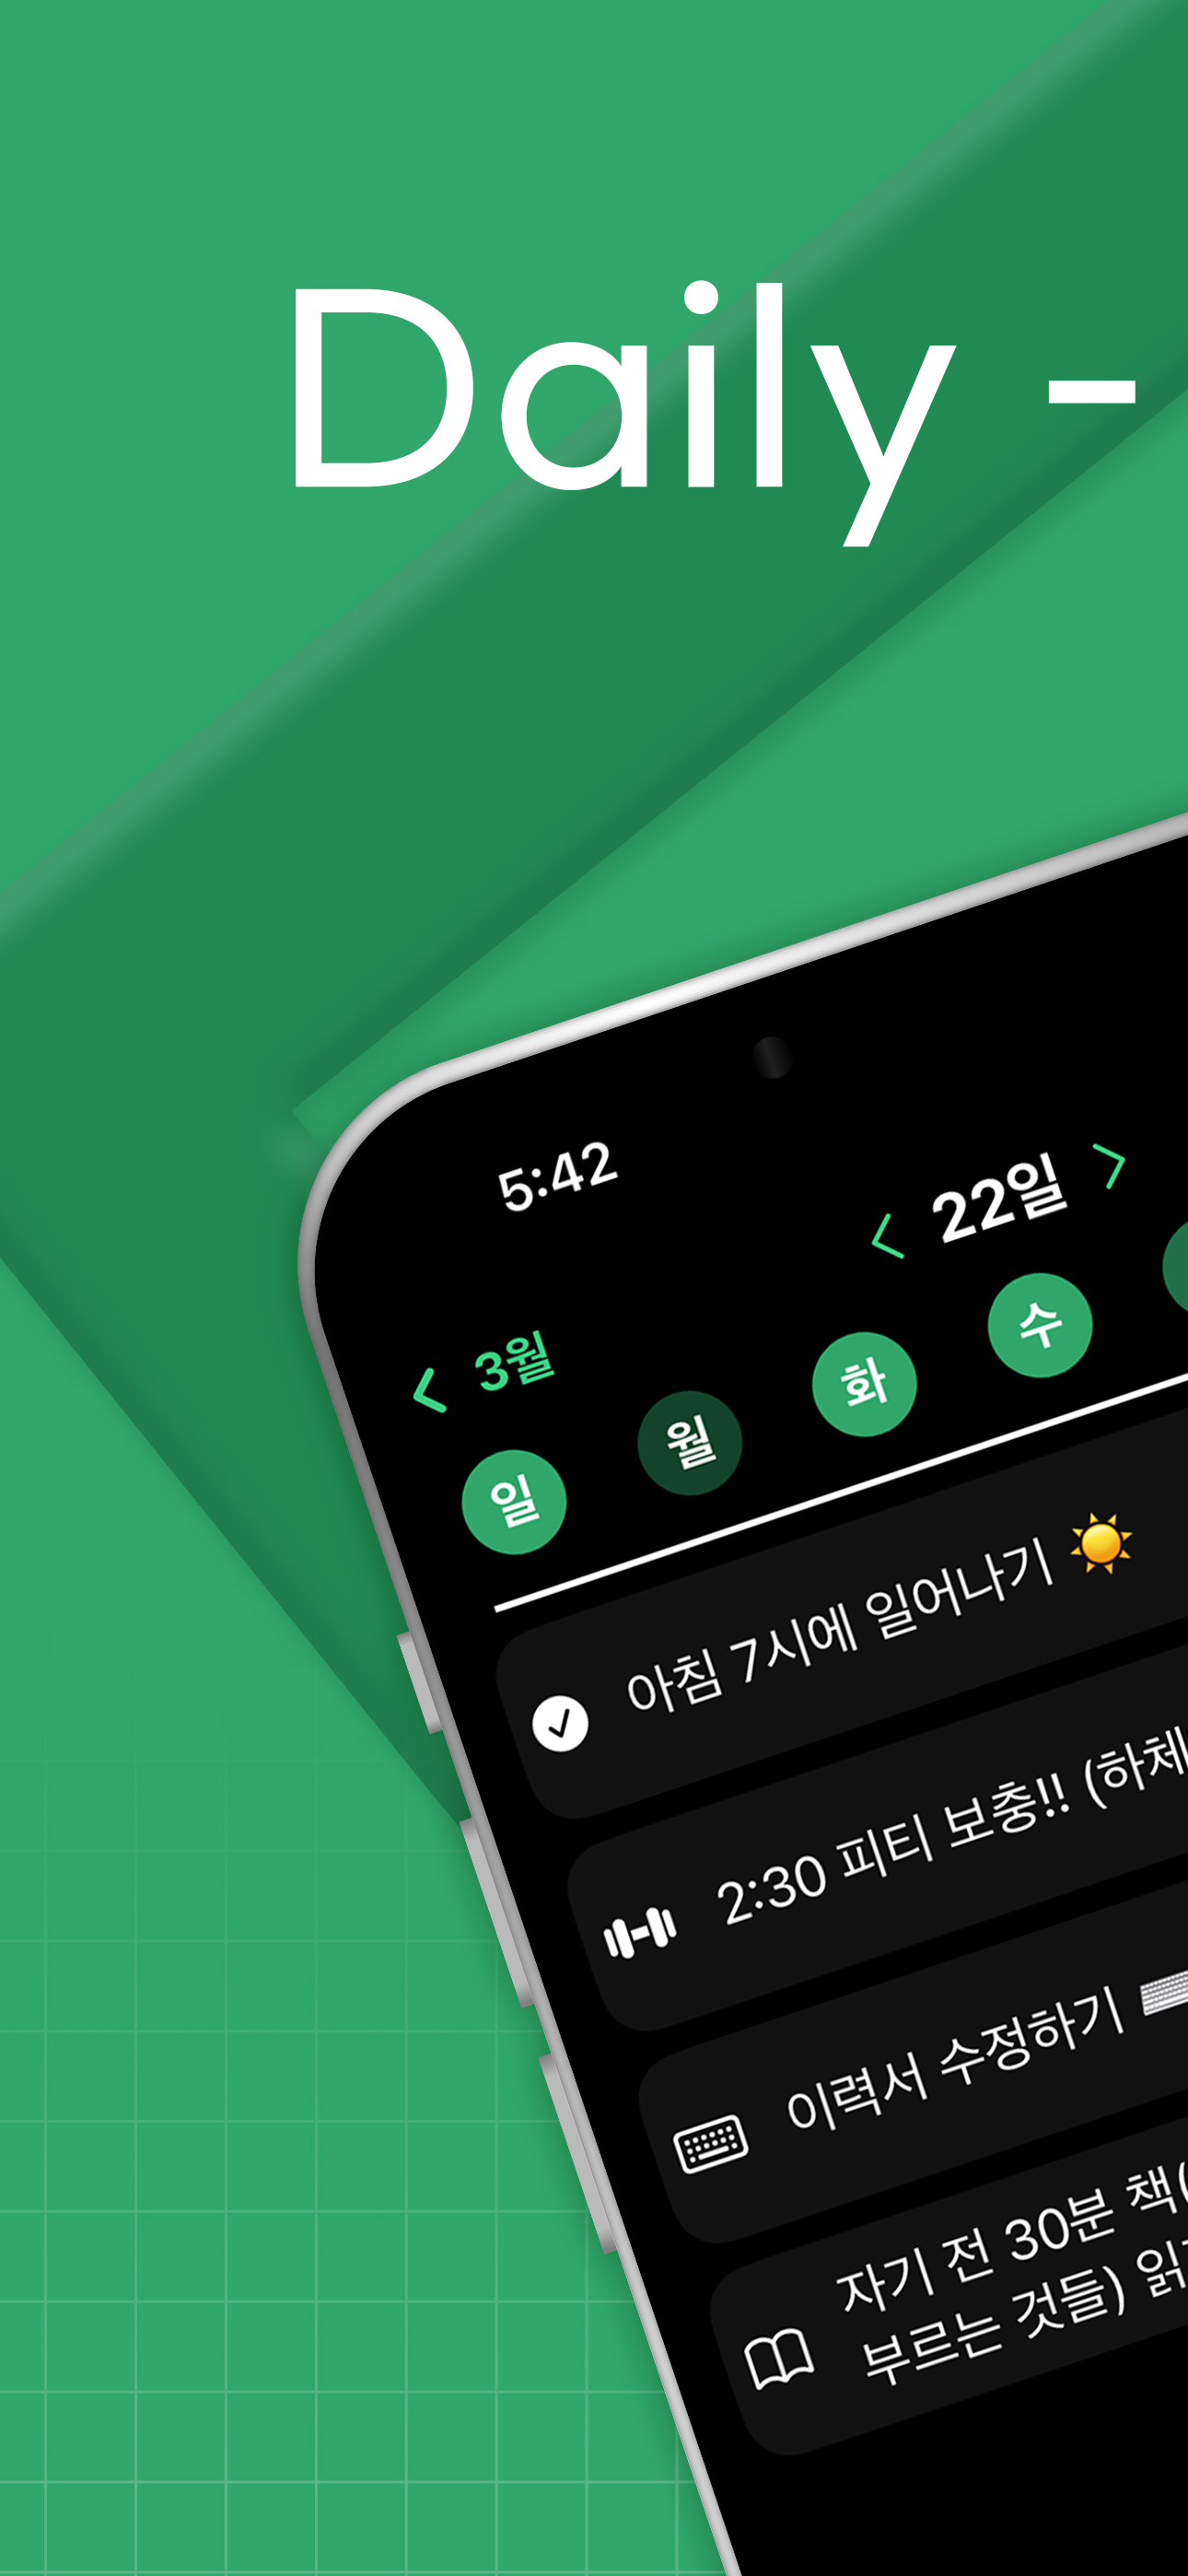 Daily -
5:42
< 22일 >
< 3월
일 월 화 수
아침 7시에 일어나기 ☀️
2:30 피티 보충!! (하체
이력서 수정하기
자기 전 30분 책(
부르는 것들) 읽